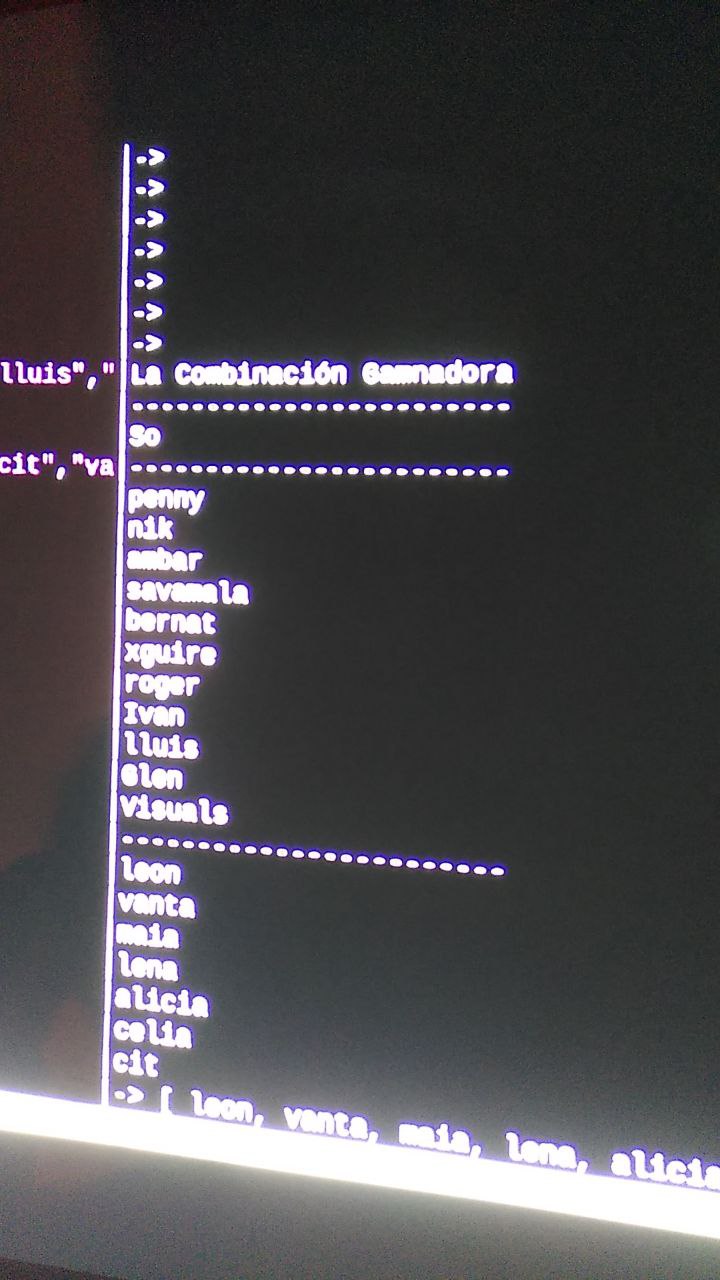 ->
->
->
->
->
->
->
lluis","
La Combinación Gamnadora
-------------------------
So
cit","va
-------------------------
penny
nik
ambar
savamala
bernat
xguire
roger
Ivan
lluis
Glen
Visuals
-------------------------
leon
vanta
maia
lena
alicia
celia
cit
-> [ leon, vanta, maia, lena, alicia